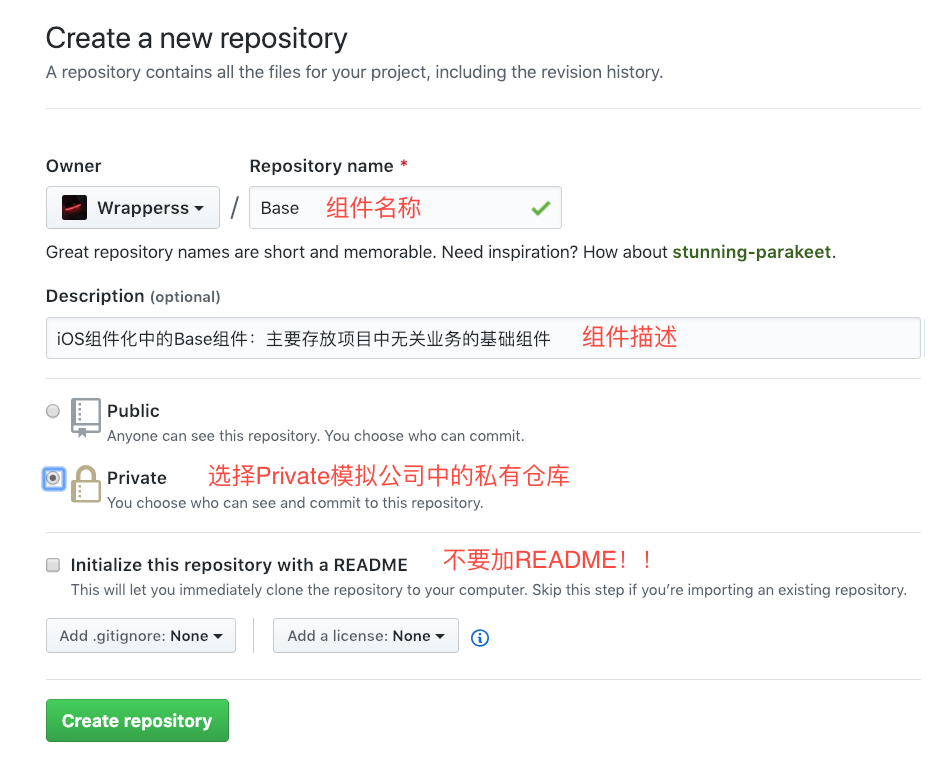 Create a new repository
A repository contains all the files for your project, including the revision history.
Owner Repository name *
Wrapperss / Base 组件名称
Great repository names are short and memorable. Need inspiration? How about stunning-parakeet.
Description (optional)
iOS组件化中的Base组件：主要存放项目中无关业务的基础组件 组件描述
Public
Anyone can see this repository. You choose who can commit.
Private 选择Private模拟公司中的私有仓库
You choose who can see and commit to this repository.
Initialize this repository with a README 不要加README！！
This will let you immediately clone the repository to your computer. Skip this step if you’re importing an existing repository.
Add .gitignore: None Add a license: None
Create repository